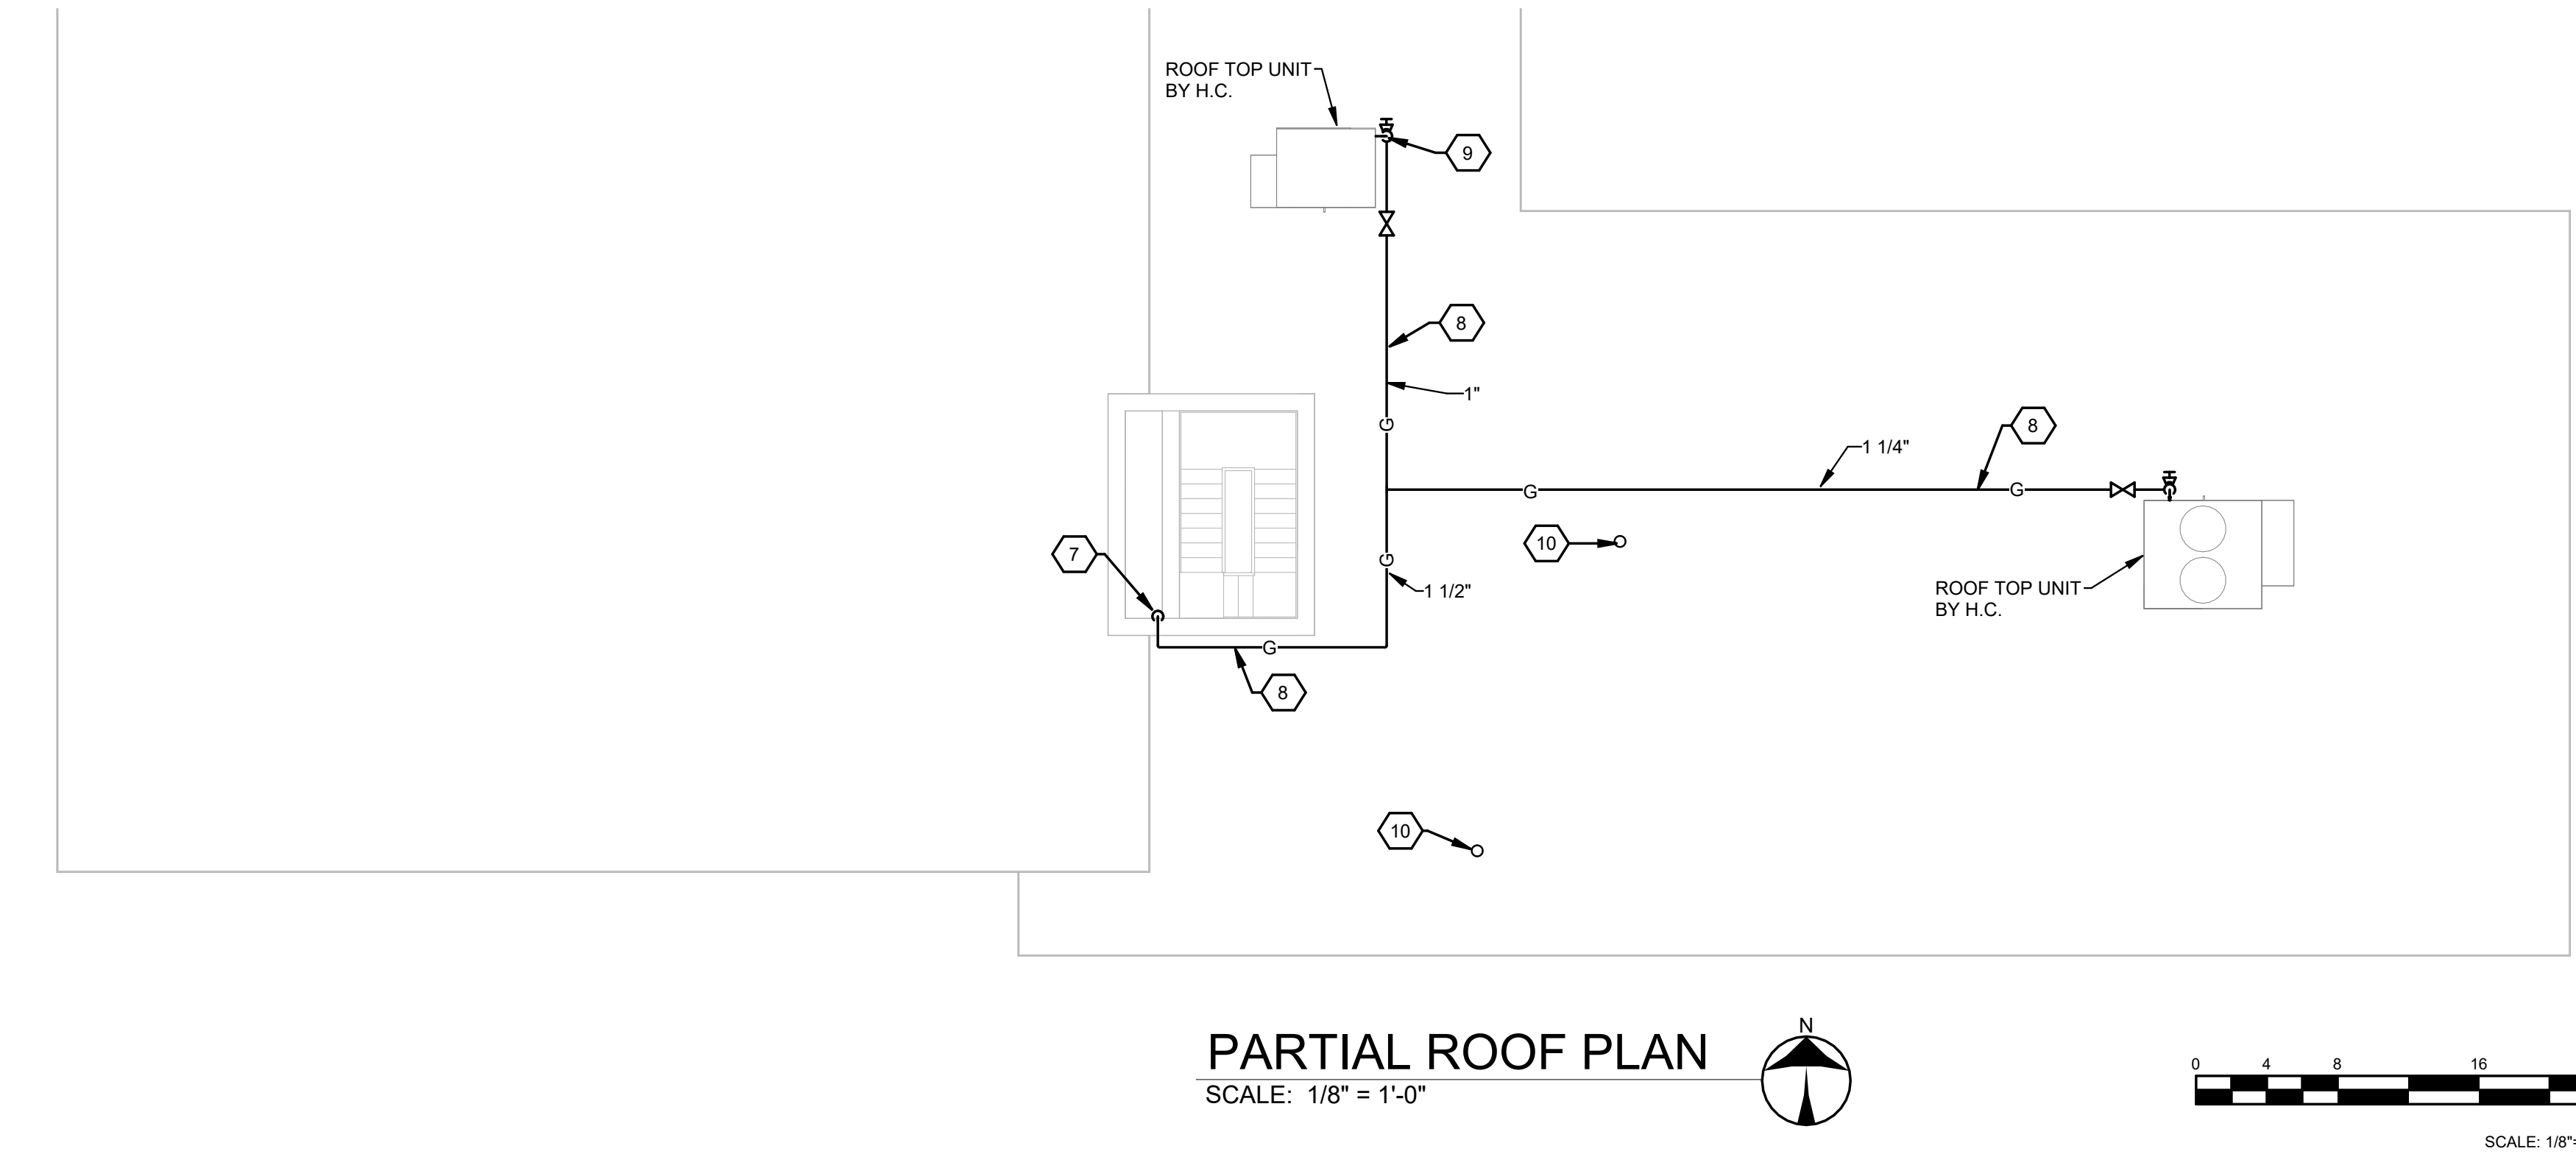 ROOF TOP UNIT
BY H.C.
9
8
1"
8
1 1/4"
G
G
G
10
7
G
1 1/2"
ROOF TOP UNIT
BY H.C.
G
8
10
N
PARTIAL ROOF PLAN
SCALE: 1/8" = 1'-0"
0 4 8 16
SCALE: 1/8"=